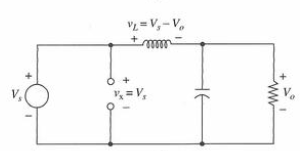 v_L = V_s − V_o
+ −
+
V_s
−
+
v_x = V_s
−
+
V_o
−